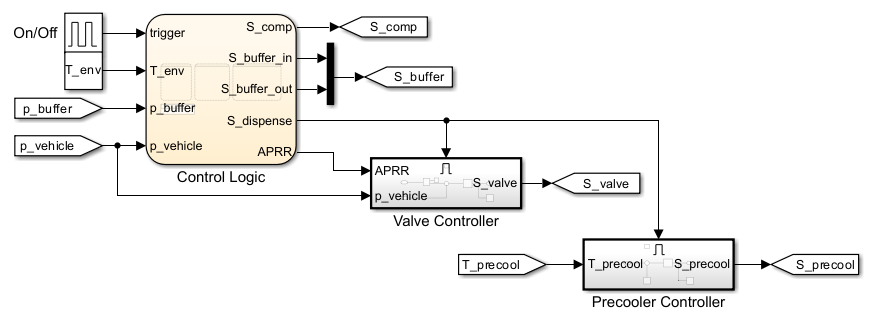 On/Off
T_env
p_buffer
p_vehicle
trigger
T_env
p_buffer
p_vehicle
S_comp
S_buffer_in
S_buffer_out
S_dispense
APRR
Control Logic
S_comp
S_buffer
APRR
p_vehicle
S_valve
Valve Controller
S_valve
T_precool
T_precool
S_precool
Precooler Controller
S_precool